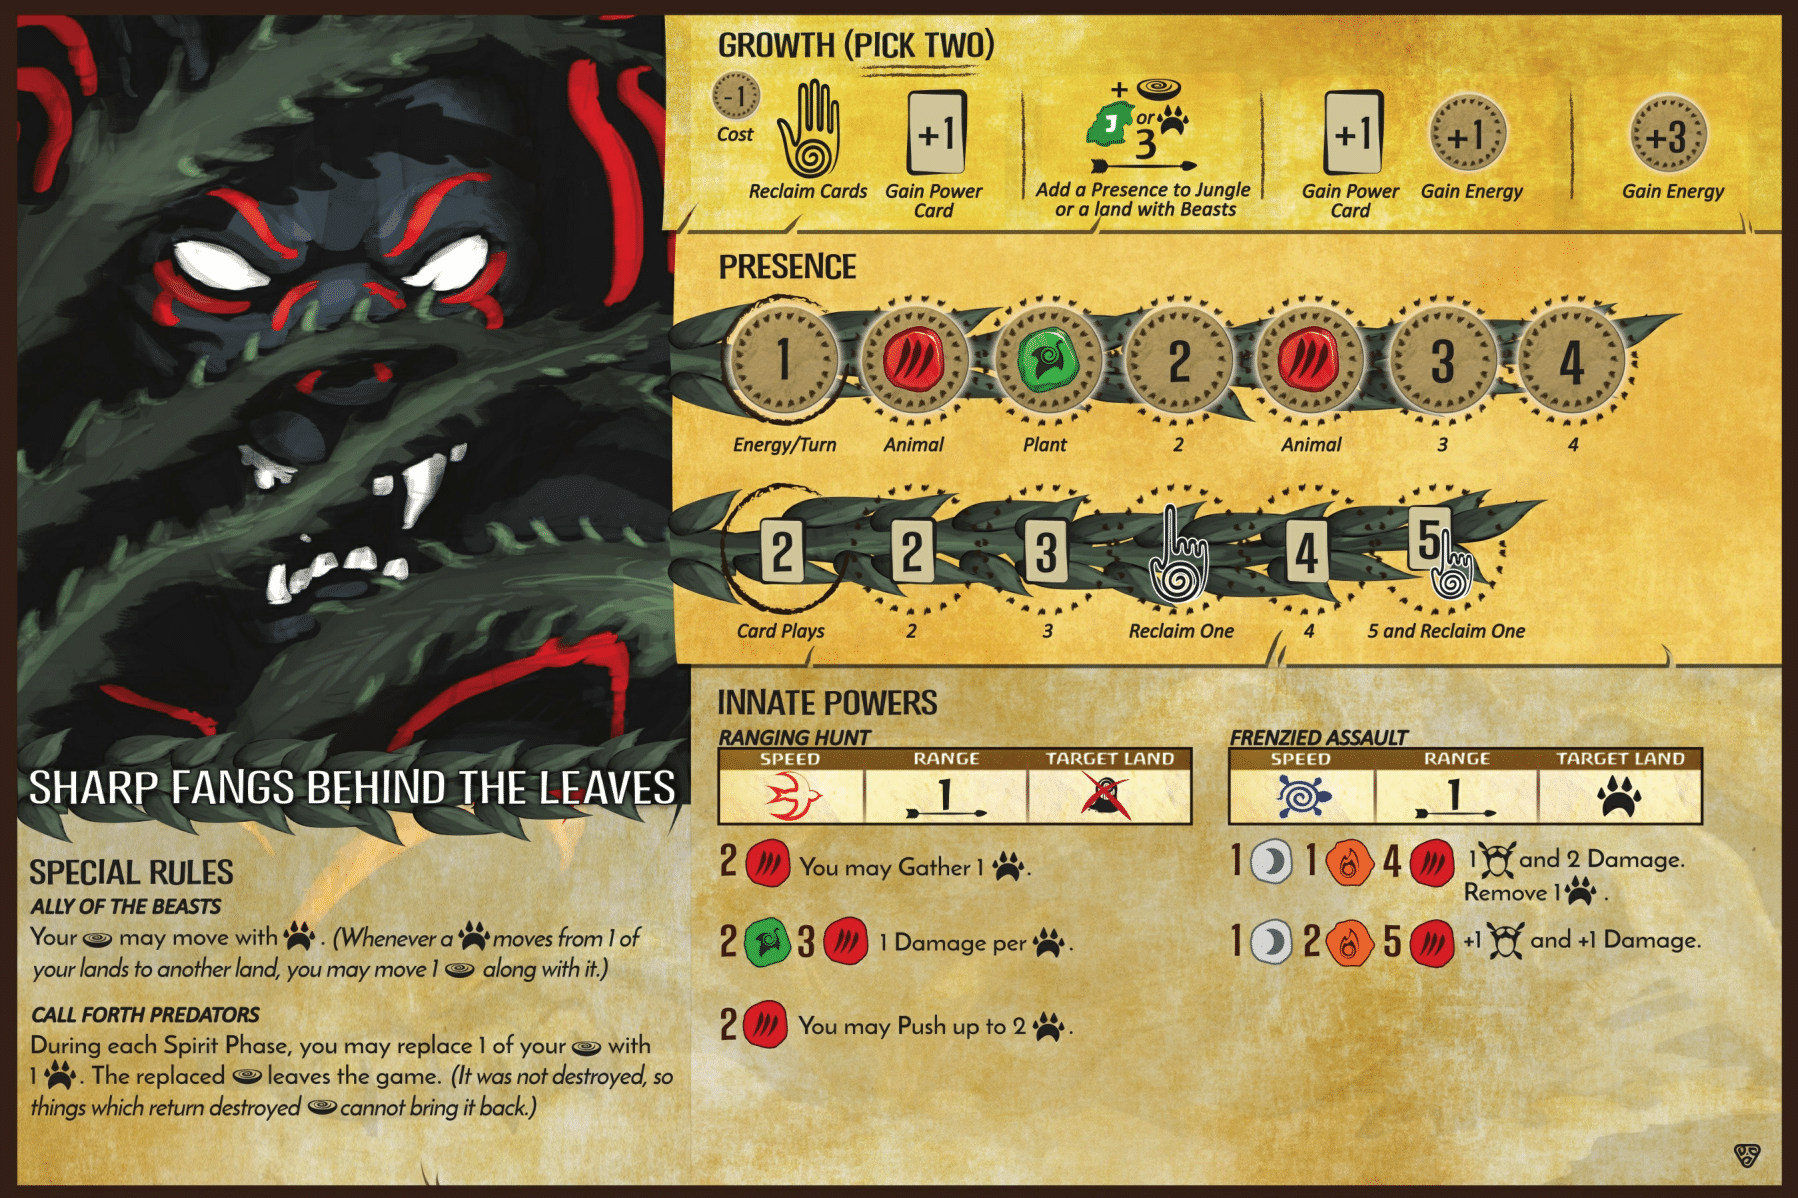 GROWTH (PICK TWO)
-1
Cost
Reclaim Cards
+1
Gain Power
Card
+
J or
3
Add a Presence to Jungle
or a land with Beasts
+1
Gain Power
Card
+1
Gain Energy
+3
Gain Energy
PRESENCE
1 2 3 4
Energy/Turn Animal Plant 2 Animal 3 4
2 2 3 4 5
Card Plays 2 3 Reclaim One 4 5 and Reclaim One
SHARP FANGS BEHIND THE LEAVES
SPECIAL RULES
ALLY OF THE BEASTS
Your may move with . (Whenever a moves from 1 of
your lands to another land, you may move 1 along with it.)
CALL FORTH PREDATORS
During each Spirit Phase, you may replace 1 of your with
1 . The replaced leaves the game. (It was not destroyed, so
things which return destroyed cannot bring it back.)
INNATE POWERS
RANGING HUNT
SPEED RANGE TARGET LAND
1
2 You may Gather 1 .
2 3 1 Damage per .
2 You may Push up to 2 .
FRENZIED ASSAULT
SPEED RANGE TARGET LAND
1
1 1 4 1 and 2 Damage.
Remove 1 .
1 2 5 +1 and +1 Damage.